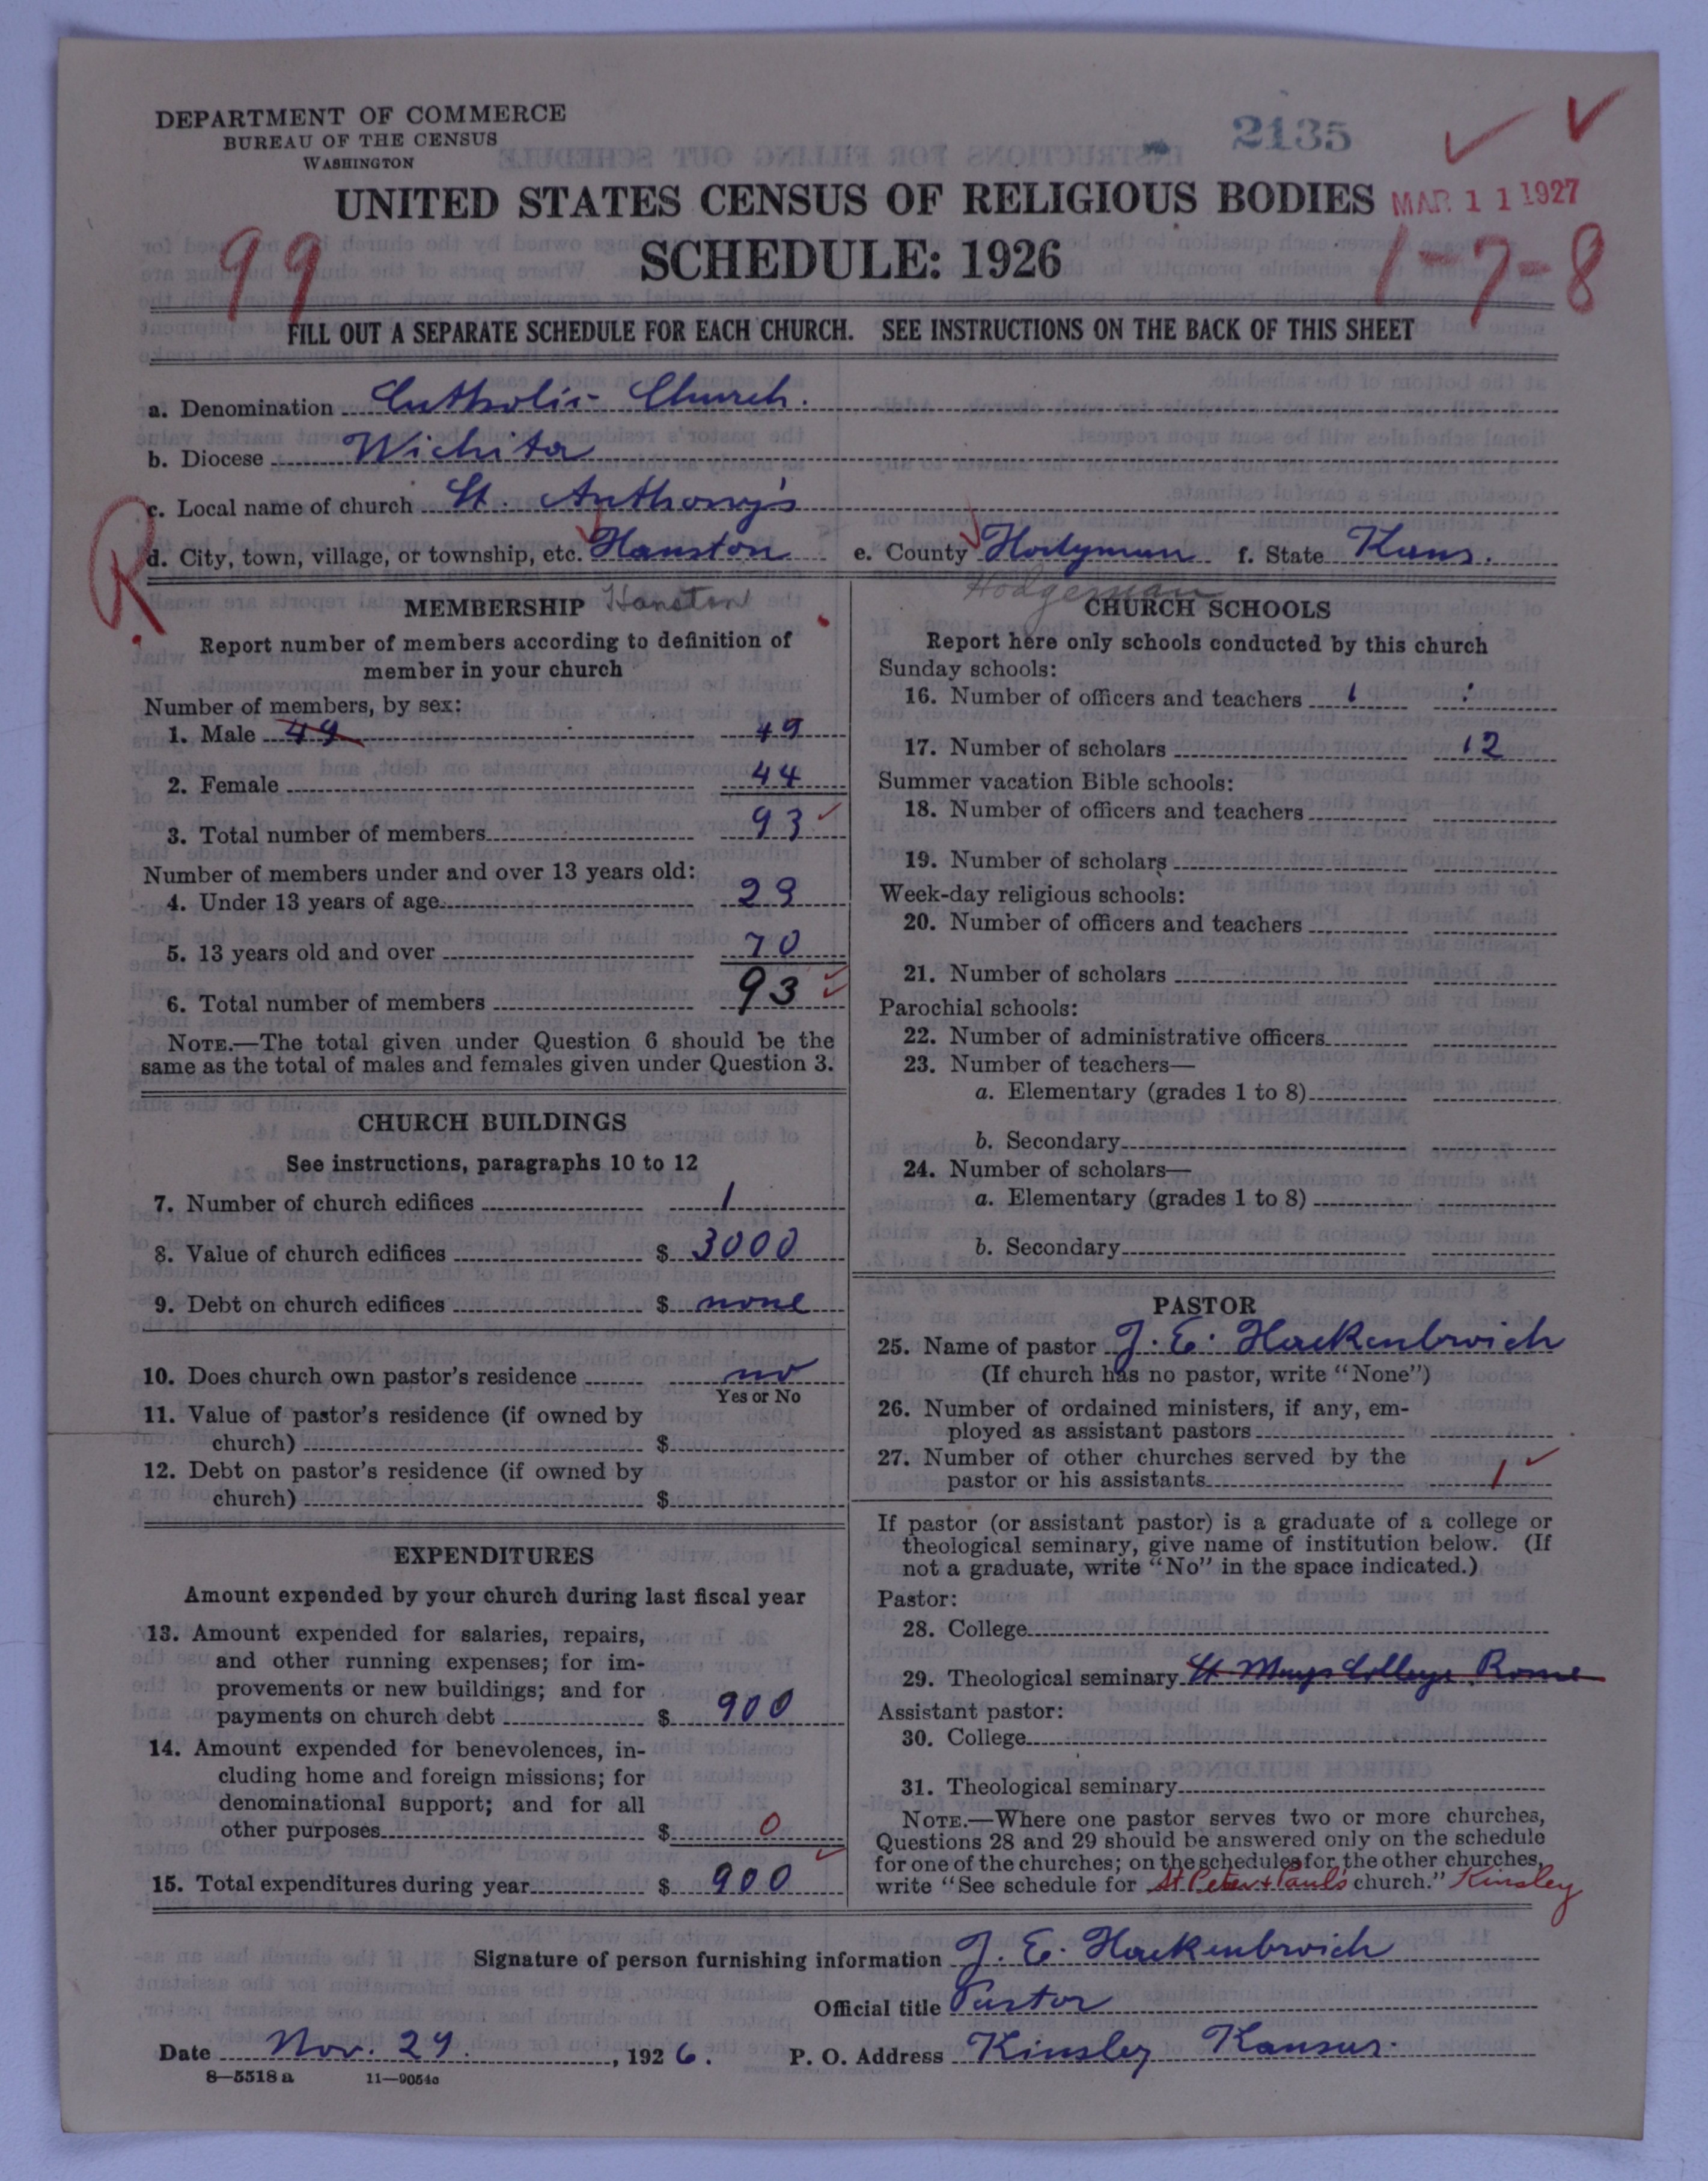 DEPARTMENT OF COMMERCE
BUREAU OF THE CENSUS
WASHINGTON
2135
UNITED STATES CENSUS OF RELIGIOUS BODIES
MAR 11 1927
SCHEDULE: 1926
99
1-7-8
FILL OUT A SEPARATE SCHEDULE FOR EACH CHURCH. SEE INSTRUCTIONS ON THE BACK OF THIS SHEET
a. Denomination Catholic Church.
b. Diocese Wichita
c. Local name of church St. Anthony's
R
d. City, town, village, or township, etc. Hanston e. County Hodgman f. State Kans.
Hodgeman
MEMBERSHIP Hanston
Report number of members according to definition of
member in your church
Number of members, by sex:
1. Male 49 49
2. Female 44
3. Total number of members 93
Number of members under and over 13 years old:
4. Under 13 years of age 23
5. 13 years old and over 70
6. Total number of members 93
NOTE.—The total given under Question 6 should be the
same as the total of males and females given under Question 3.
CHURCH BUILDINGS
See instructions, paragraphs 10 to 12
7. Number of church edifices 1
8. Value of church edifices $ 3000
9. Debt on church edifices $ none
10. Does church own pastor's residence no
Yes or No
11. Value of pastor's residence (if owned by
church) $
12. Debt on pastor's residence (if owned by
church) $
EXPENDITURES
Amount expended by your church during last fiscal year
13. Amount expended for salaries, repairs,
and other running expenses; for im-
provements or new buildings; and for
payments on church debt $ 900
14. Amount expended for benevolences, in-
cluding home and foreign missions; for
denominational support; and for all
other purposes $ 0
15. Total expenditures during year $ 900
CHURCH SCHOOLS
Report here only schools conducted by this church
Sunday schools:
16. Number of officers and teachers 1
17. Number of scholars 12
Summer vacation Bible schools:
18. Number of officers and teachers
19. Number of scholars
Week-day religious schools:
20. Number of officers and teachers
21. Number of scholars
Parochial schools:
22. Number of administrative officers
23. Number of teachers—
a. Elementary (grades 1 to 8)
b. Secondary
24. Number of scholars—
a. Elementary (grades 1 to 8)
b. Secondary
PASTOR
25. Name of pastor J. E. Hackenbroich
(If church has no pastor, write "None")
26. Number of ordained ministers, if any, em-
ployed as assistant pastors
27. Number of other churches served by the
pastor or his assistants 1
If pastor (or assistant pastor) is a graduate of a college or
theological seminary, give name of institution below. (If
not a graduate, write "No" in the space indicated.)
Pastor:
28. College
29. Theological seminary St Mays College, Rome
Assistant pastor:
30. College
31. Theological seminary
NOTE.—Where one pastor serves two or more churches,
Questions 28 and 29 should be answered only on the schedule
for one of the churches; on the schedules for the other churches,
write "See schedule for St Peter & Pauls church." Kinsley
Signature of person furnishing information J. E. Hackenbroich
Official title Pastor
Date Nov. 29, 1926. P. O. Address Kinsley Kansas.
8—5518 a 11—9054c